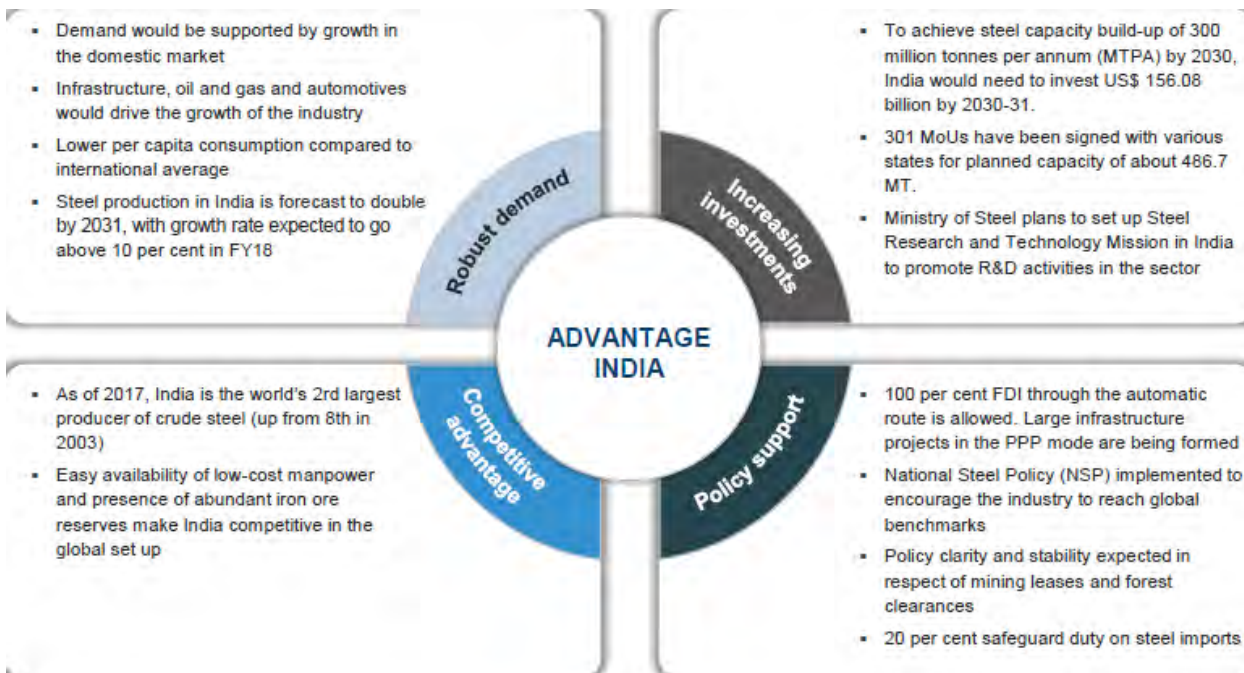 ▪ Demand would be supported by growth in
the domestic market
▪ Infrastructure, oil and gas and automotives
would drive the growth of the industry
▪ Lower per capita consumption compared to
international average
▪ Steel production in India is forecast to double
by 2031, with growth rate expected to go
above 10 per cent in FY18
Robust demand
▪ To achieve steel capacity build-up of 300
million tonnes per annum (MTPA) by 2030,
India would need to invest US$ 156.08
billion by 2030-31.
▪ 301 MoUs have been signed with various
states for planned capacity of about 486.7
MT.
▪ Ministry of Steel plans to set up Steel
Research and Technology Mission in India
to promote R&D activities in the sector
Increasing
investments
ADVANTAGE
INDIA
▪ As of 2017, India is the world's 2rd largest
producer of crude steel (up from 8th in
2003)
▪ Easy availability of low-cost manpower
and presence of abundant iron ore
reserves make India competitive in the
global set up
Competitive
advantage
▪ 100 per cent FDI through the automatic
route is allowed. Large infrastructure
projects in the PPP mode are being formed
▪ National Steel Policy (NSP) implemented to
encourage the industry to reach global
benchmarks
▪ Policy clarity and stability expected in
respect of mining leases and forest
clearances
▪ 20 per cent safeguard duty on steel imports
Policy support